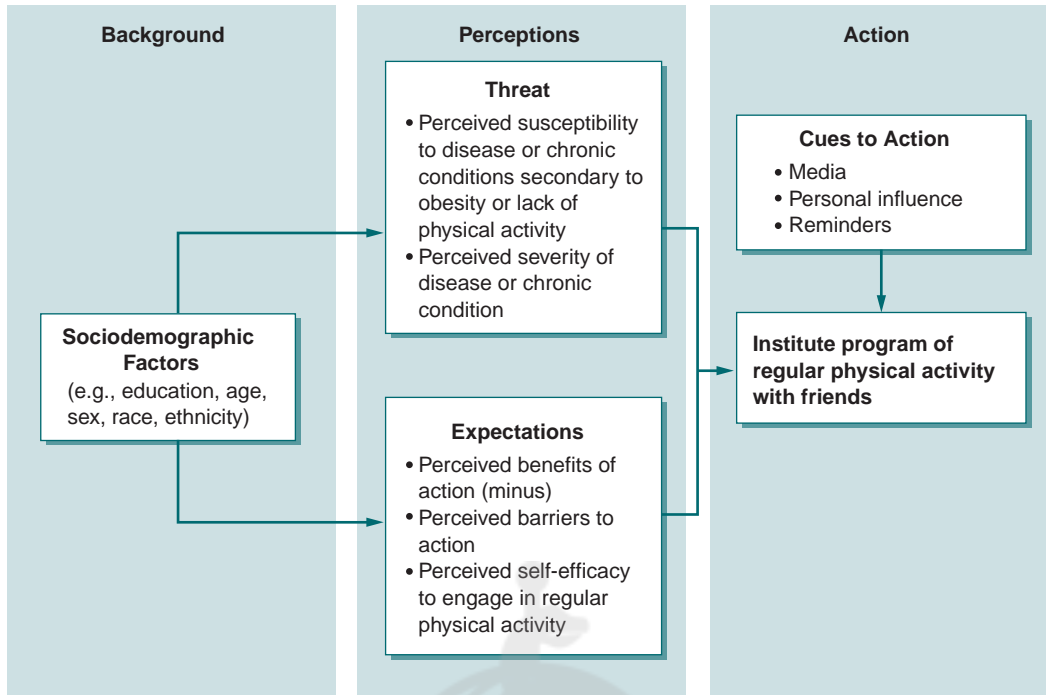 Background
Perceptions
Action
Threat
• Perceived susceptibility
to disease or chronic
conditions secondary to
obesity or lack of
physical activity
• Perceived severity of
disease or chronic
condition
Cues to Action
• Media
• Personal influence
• Reminders
Sociodemographic
Factors
(e.g., education, age,
sex, race, ethnicity)
Institute program of
regular physical activity
with friends
Expectations
• Perceived benefits of
action (minus)
• Perceived barriers to
action
• Perceived self-efficacy
to engage in regular
physical activity